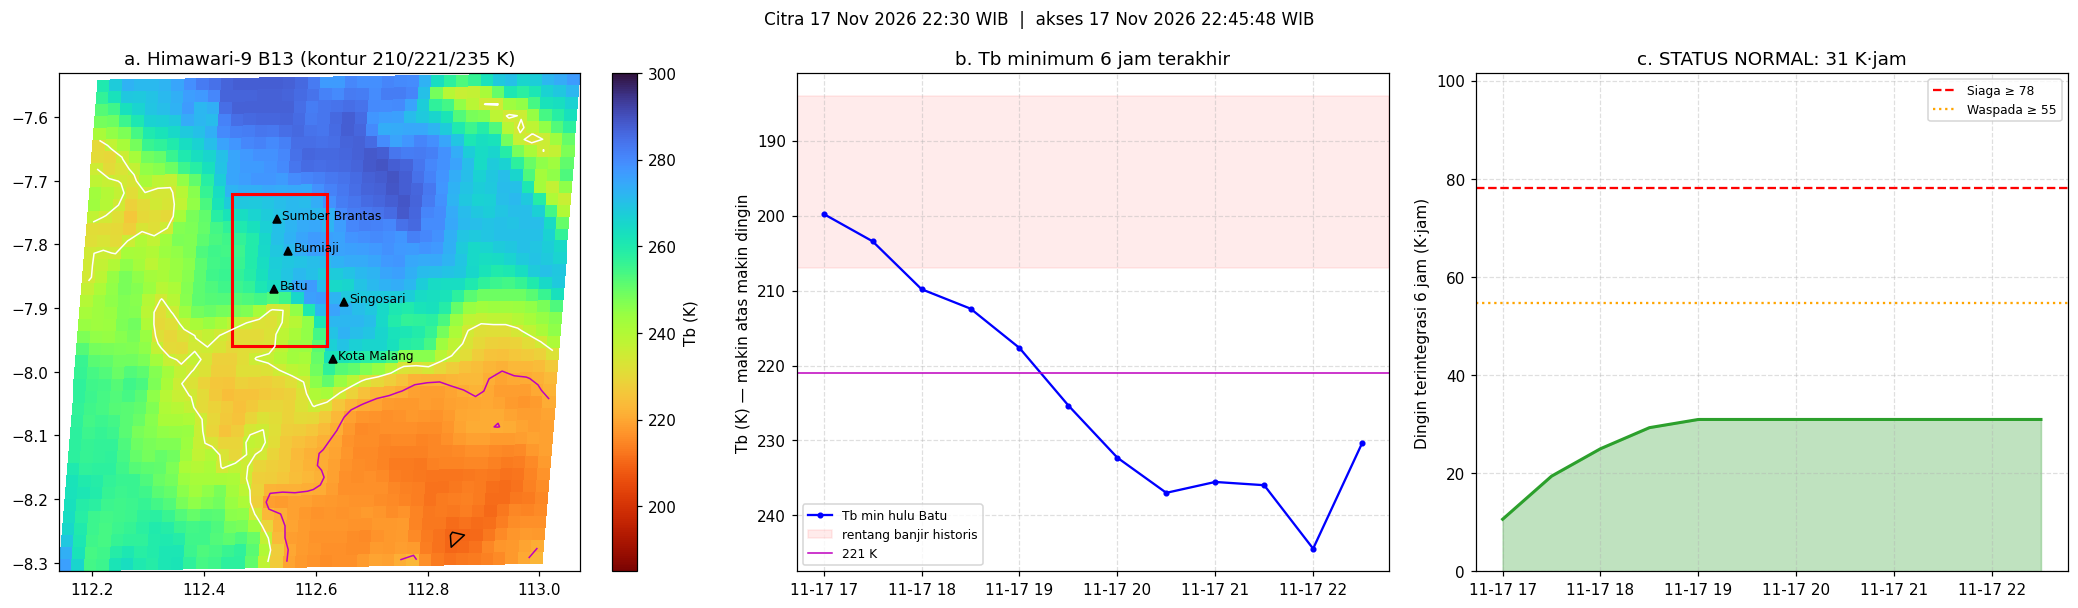 Citra 17 Nov 2026 22:30 WIB  |  akses 17 Nov 2026 22:45:48 WIB
a. Himawari-9 B13 (kontur 210/221/235 K)
−7.6
−7.7
−7.8
−7.9
−8.0
−8.1
−8.2
−8.3
112.2
112.4
112.6
112.8
113.0
Sumber Brantas
Bumiaji
Batu
Singosari
Kota Malang
300
280
260
240
220
200
Tb (K)
b. Tb minimum 6 jam terakhir
Tb (K) — makin atas makin dingin
190
200
210
220
230
240
Tb min hulu Batu
rentang banjir historis
221 K
11-17 17
11-17 18
11-17 19
11-17 20
11-17 21
11-17 22
c. STATUS NORMAL: 31 K·jam
Dingin terintegrasi 6 jam (K·jam)
100
80
60
40
20
0
Siaga ≥ 78
Waspada ≥ 55
11-17 17
11-17 18
11-17 19
11-17 20
11-17 21
11-17 22